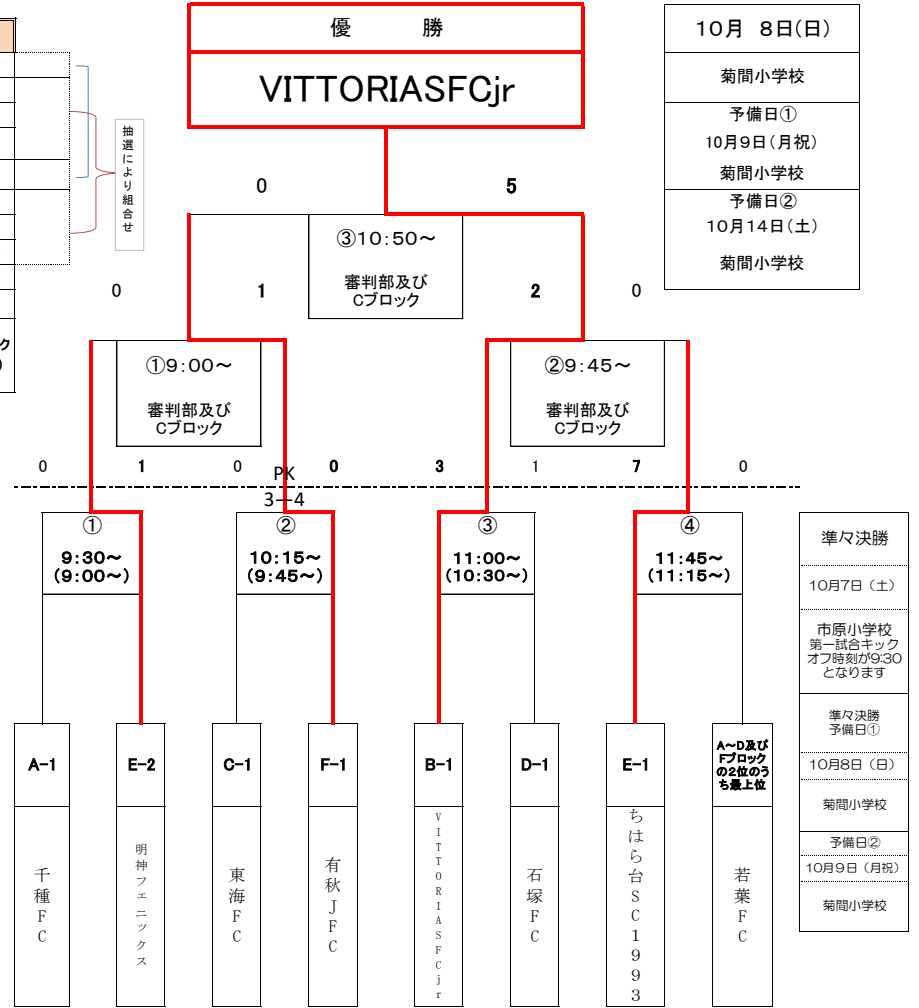 優　　　勝
VITTORIASFCjr
10月 8日(日)
菊間小学校
予備日①
10月9日(月祝)
菊間小学校
予備日②
10月14日(土)
菊間小学校
抽選により組合せ
ク
)
0
5
③10:50～
審判部及び
Cブロック
0
1
2
0
①9:00～
審判部及び
Cブロック
②9:45～
審判部及び
Cブロック
0
1
0
PK
0
3
1
7
0
3―4
①
9:30～
(9:00～)
②
10:15～
(9:45～)
③
11:00～
(10:30～)
④
11:45～
(11:15～)
準々決勝
10月7日（土）
市原小学校
第一試合キック
オフ時刻が9:30
となります
準々決勝
予備日①
10月8日（日）
菊間小学校
予備日②
10月9日（月祝）
菊間小学校
A-1
E-2
C-1
F-1
B-1
D-1
E-1
A～D及び
Fブロック
の2位のう
ち最上位
千種FC
明神フェニックス
東海FC
有秋JFC
VITTORIASFCjr
石塚FC
ちはら台SC1993
若葉FC